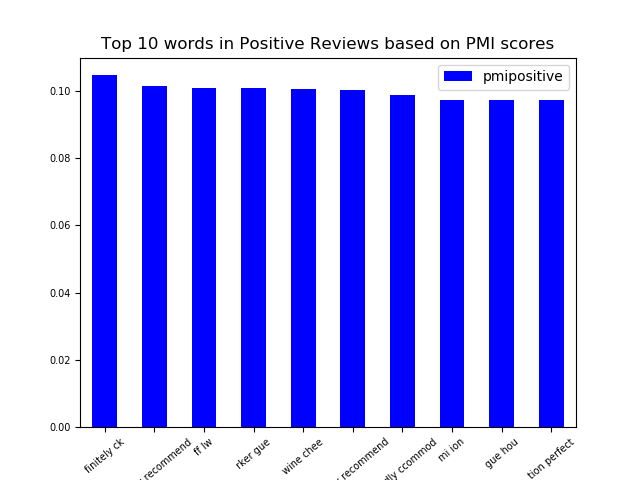 Top 10 words in Positive Reviews based on PMI scores
pmipositive
0.10
0.08
0.06
0.04
0.02
0.00
finitely ck
recommend
ff lw
rker gue
wine chee
recommend
dly ccommod
mi ion
gue hou
tion perfect